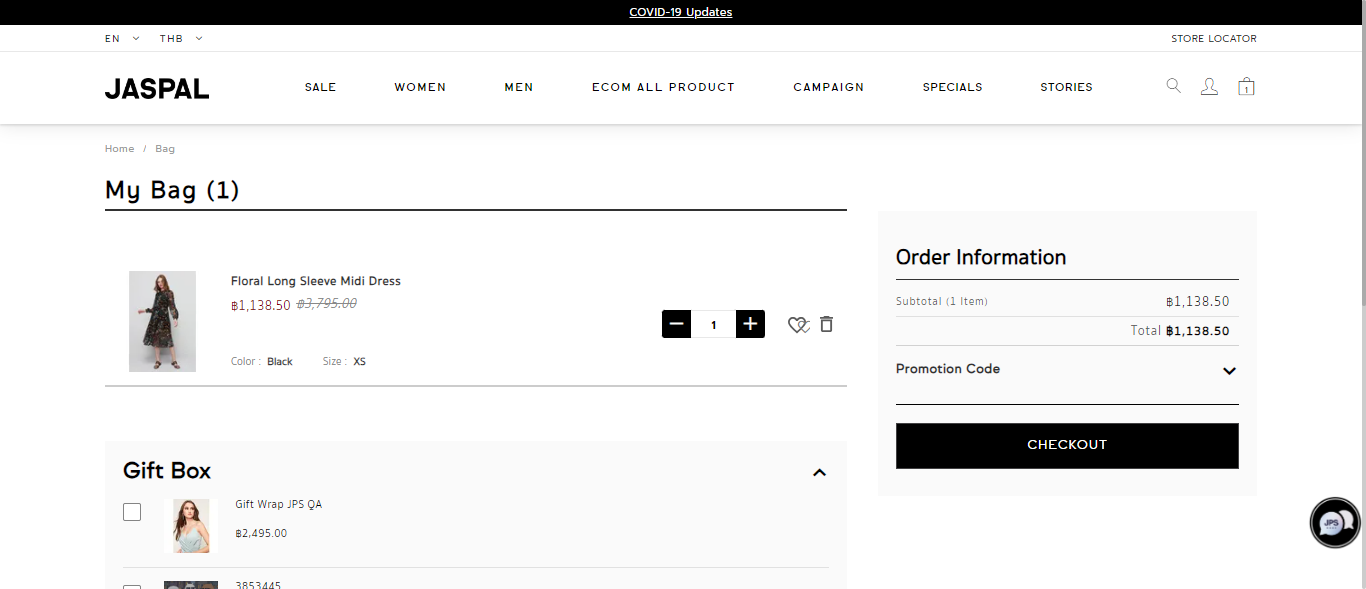 COVID-19 Updates
EN THB STORE LOCATOR
JASPAL SALE WOMEN MEN ECOM ALL PRODUCT CAMPAIGN SPECIALS STORIES 1
Home / Bag
My Bag (1)
Floral Long Sleeve Midi Dress
฿1,138.50 ฿3,795.00
1
Color : Black Size : XS
Order Information
Subtotal (1 Item) ฿1,138.50
Total ฿1,138.50
Promotion Code
CHECKOUT
Gift Box
Gift Wrap JPS QA
฿2,495.00
3853445
JPS